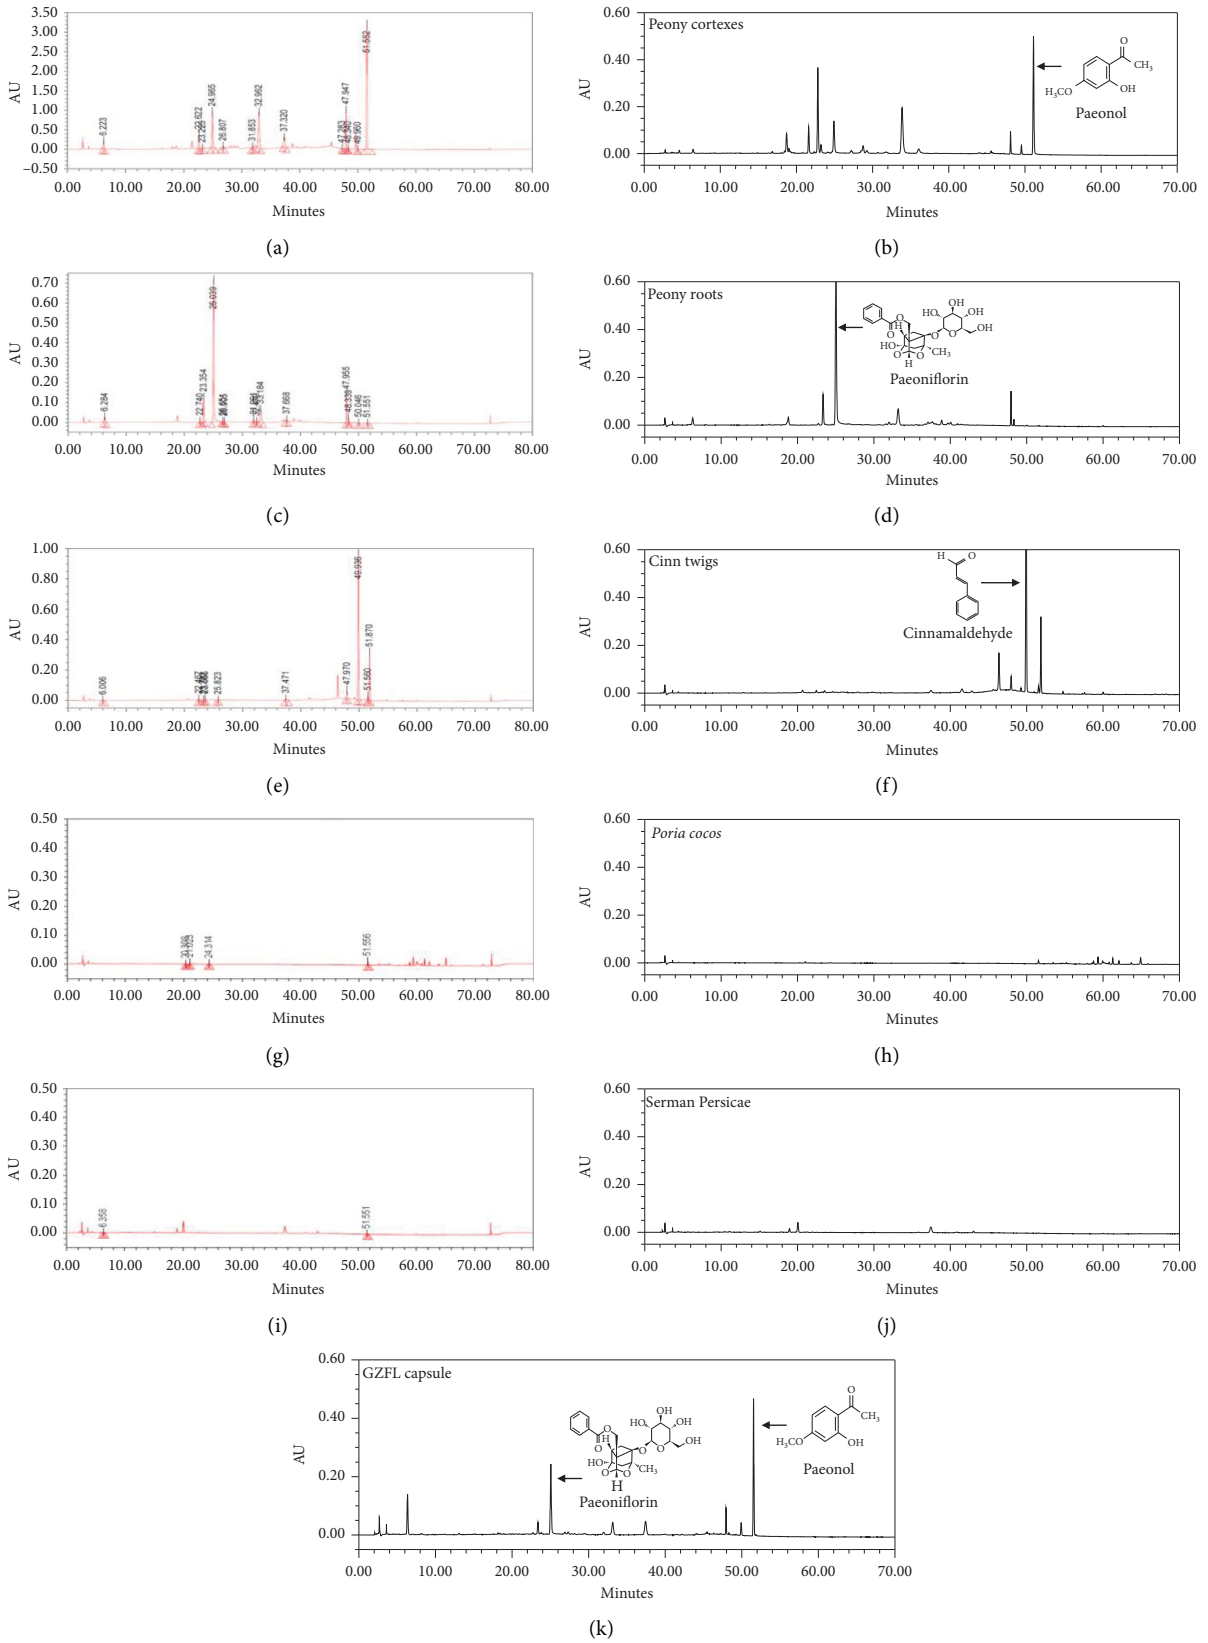 3.50
3.00
2.50
2.00
1.50
1.00
0.50
0.00
−0.50
AU
6.223
24.965
26.807
31.853
32.962
37.320
47.283
47.947
49.960
51.552
0.00 10.00 20.00 30.00 40.00 50.00 60.00 70.00 80.00
Minutes
(a)
0.60
0.40
0.20
0.00
AU
Peony cortexes
O
CH3
H3CO
OH
Paeonol
0.00 10.00 20.00 30.00 40.00 50.00 60.00 70.00
Minutes
(b)
0.70
0.60
0.50
0.40
0.30
0.20
0.10
0.00
AU
6.284
22.740
23.354
26.039
37.668
47.955
48.339
50.046
51.551
0.00 10.00 20.00 30.00 40.00 50.00 60.00 70.00 80.00
Minutes
(c)
0.60
0.40
0.20
0.00
AU
Peony roots
OH
HO
OH
O
H
O
O
OH
HO
O
O
CH3
H
Paeoniflorin
0.00 10.00 20.00 30.00 40.00 50.00 60.00 70.00
Minutes
(d)
1.00
0.80
0.60
0.40
0.20
0.00
AU
6.006
22.467
25.823
37.471
47.970
49.936
51.560
51.870
0.00 10.00 20.00 30.00 40.00 50.00 60.00 70.00 80.00
Minutes
(e)
0.60
0.40
0.20
0.00
AU
Cinn twigs
H
O
Cinnamaldehyde
0.00 10.00 20.00 30.00 40.00 50.00 60.00 70.00
Minutes
(f)
0.50
0.40
0.30
0.20
0.10
0.00
AU
21.023
24.314
51.556
0.00 10.00 20.00 30.00 40.00 50.00 60.00 70.00 80.00
Minutes
(g)
0.60
0.40
0.20
0.00
AU
Poria cocos
0.00 10.00 20.00 30.00 40.00 50.00 60.00 70.00
Minutes
(h)
0.50
0.40
0.30
0.20
0.10
0.00
AU
6.358
51.551
0.00 10.00 20.00 30.00 40.00 50.00 60.00 70.00 80.00
Minutes
(i)
0.60
0.40
0.20
0.00
AU
Serman Persicae
0.00 10.00 20.00 30.00 40.00 50.00 60.00 70.00
Minutes
(j)
0.60
0.40
0.20
0.00
AU
GZFL capsule
OH
HO
OH
O
H
O
O
O
OH
HO
O
O
CH3
H
Paeoniflorin
O
CH3
H3CO
OH
Paeonol
0.00 10.00 20.00 30.00 40.00 50.00 60.00 70.00
Minutes
(k)